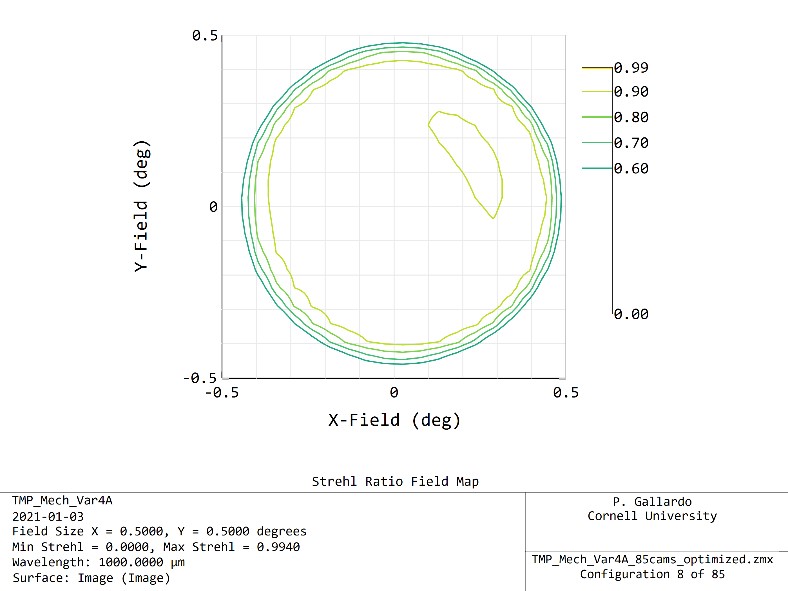 0.5
0
-0.5
-0.5
0
0.5
Y-Field (deg)
X-Field (deg)
0.99
0.90
0.80
0.70
0.60
0.00
Strehl Ratio Field Map
TMP_Mech_Var4A
2021-01-03
Field Size X = 0.5000, Y = 0.5000 degrees
Min Strehl = 0.0000, Max Strehl = 0.9940
Wavelength: 1000.0000 µm
Surface: Image (Image)
P. Gallardo
Cornell University
TMP_Mech_Var4A_85cams_optimized.zmx
Configuration 8 of 85